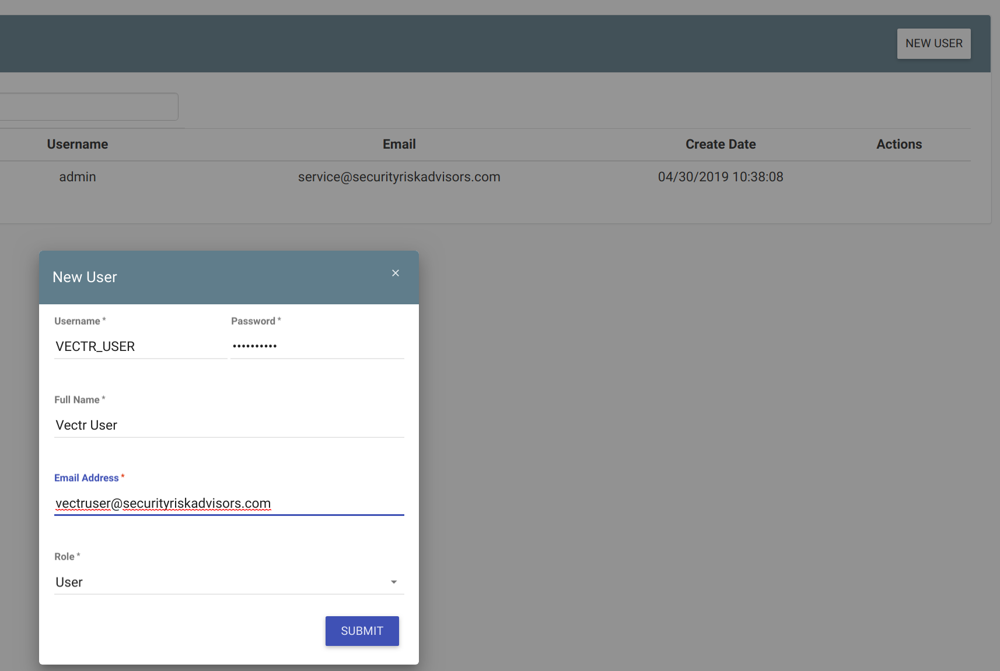 NEW USER
Username Email Create Date Actions
admin service@securityriskadvisors.com 04/30/2019 10:38:08
New User ×
Username * Password *
VECTR_USER ••••••••••
Full Name *
Vectr User
Email Address *
vectruser@securityriskadvisors.com
Role *
User
SUBMIT